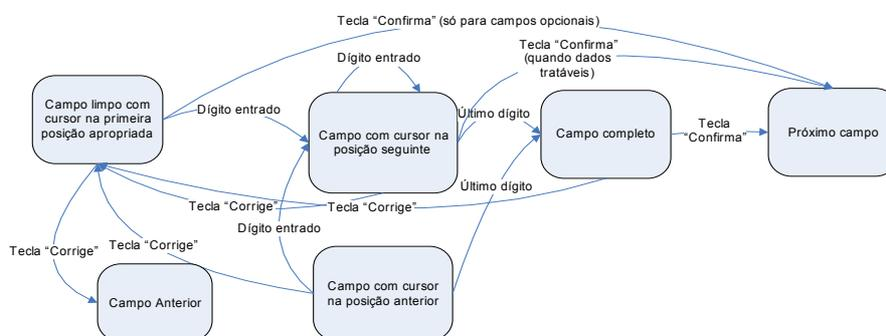 Tecla “Confirma” (só para campos opcionais)
Tecla “Confirma”
(quando dados
tratáveis)
Dígito entrado
Campo limpo com
cursor na primeira
posição apropriada
Dígito entrado
Campo com cursor na
posição seguinte
Último dígito
Campo completo
Tecla
“Confirma”
Próximo campo
Último dígito
Tecla “Corrige”
Tecla “Corrige”
Dígito entrado
Tecla “Corrige”
Tecla “Corrige”
Campo Anterior
Campo com cursor
na posição anterior